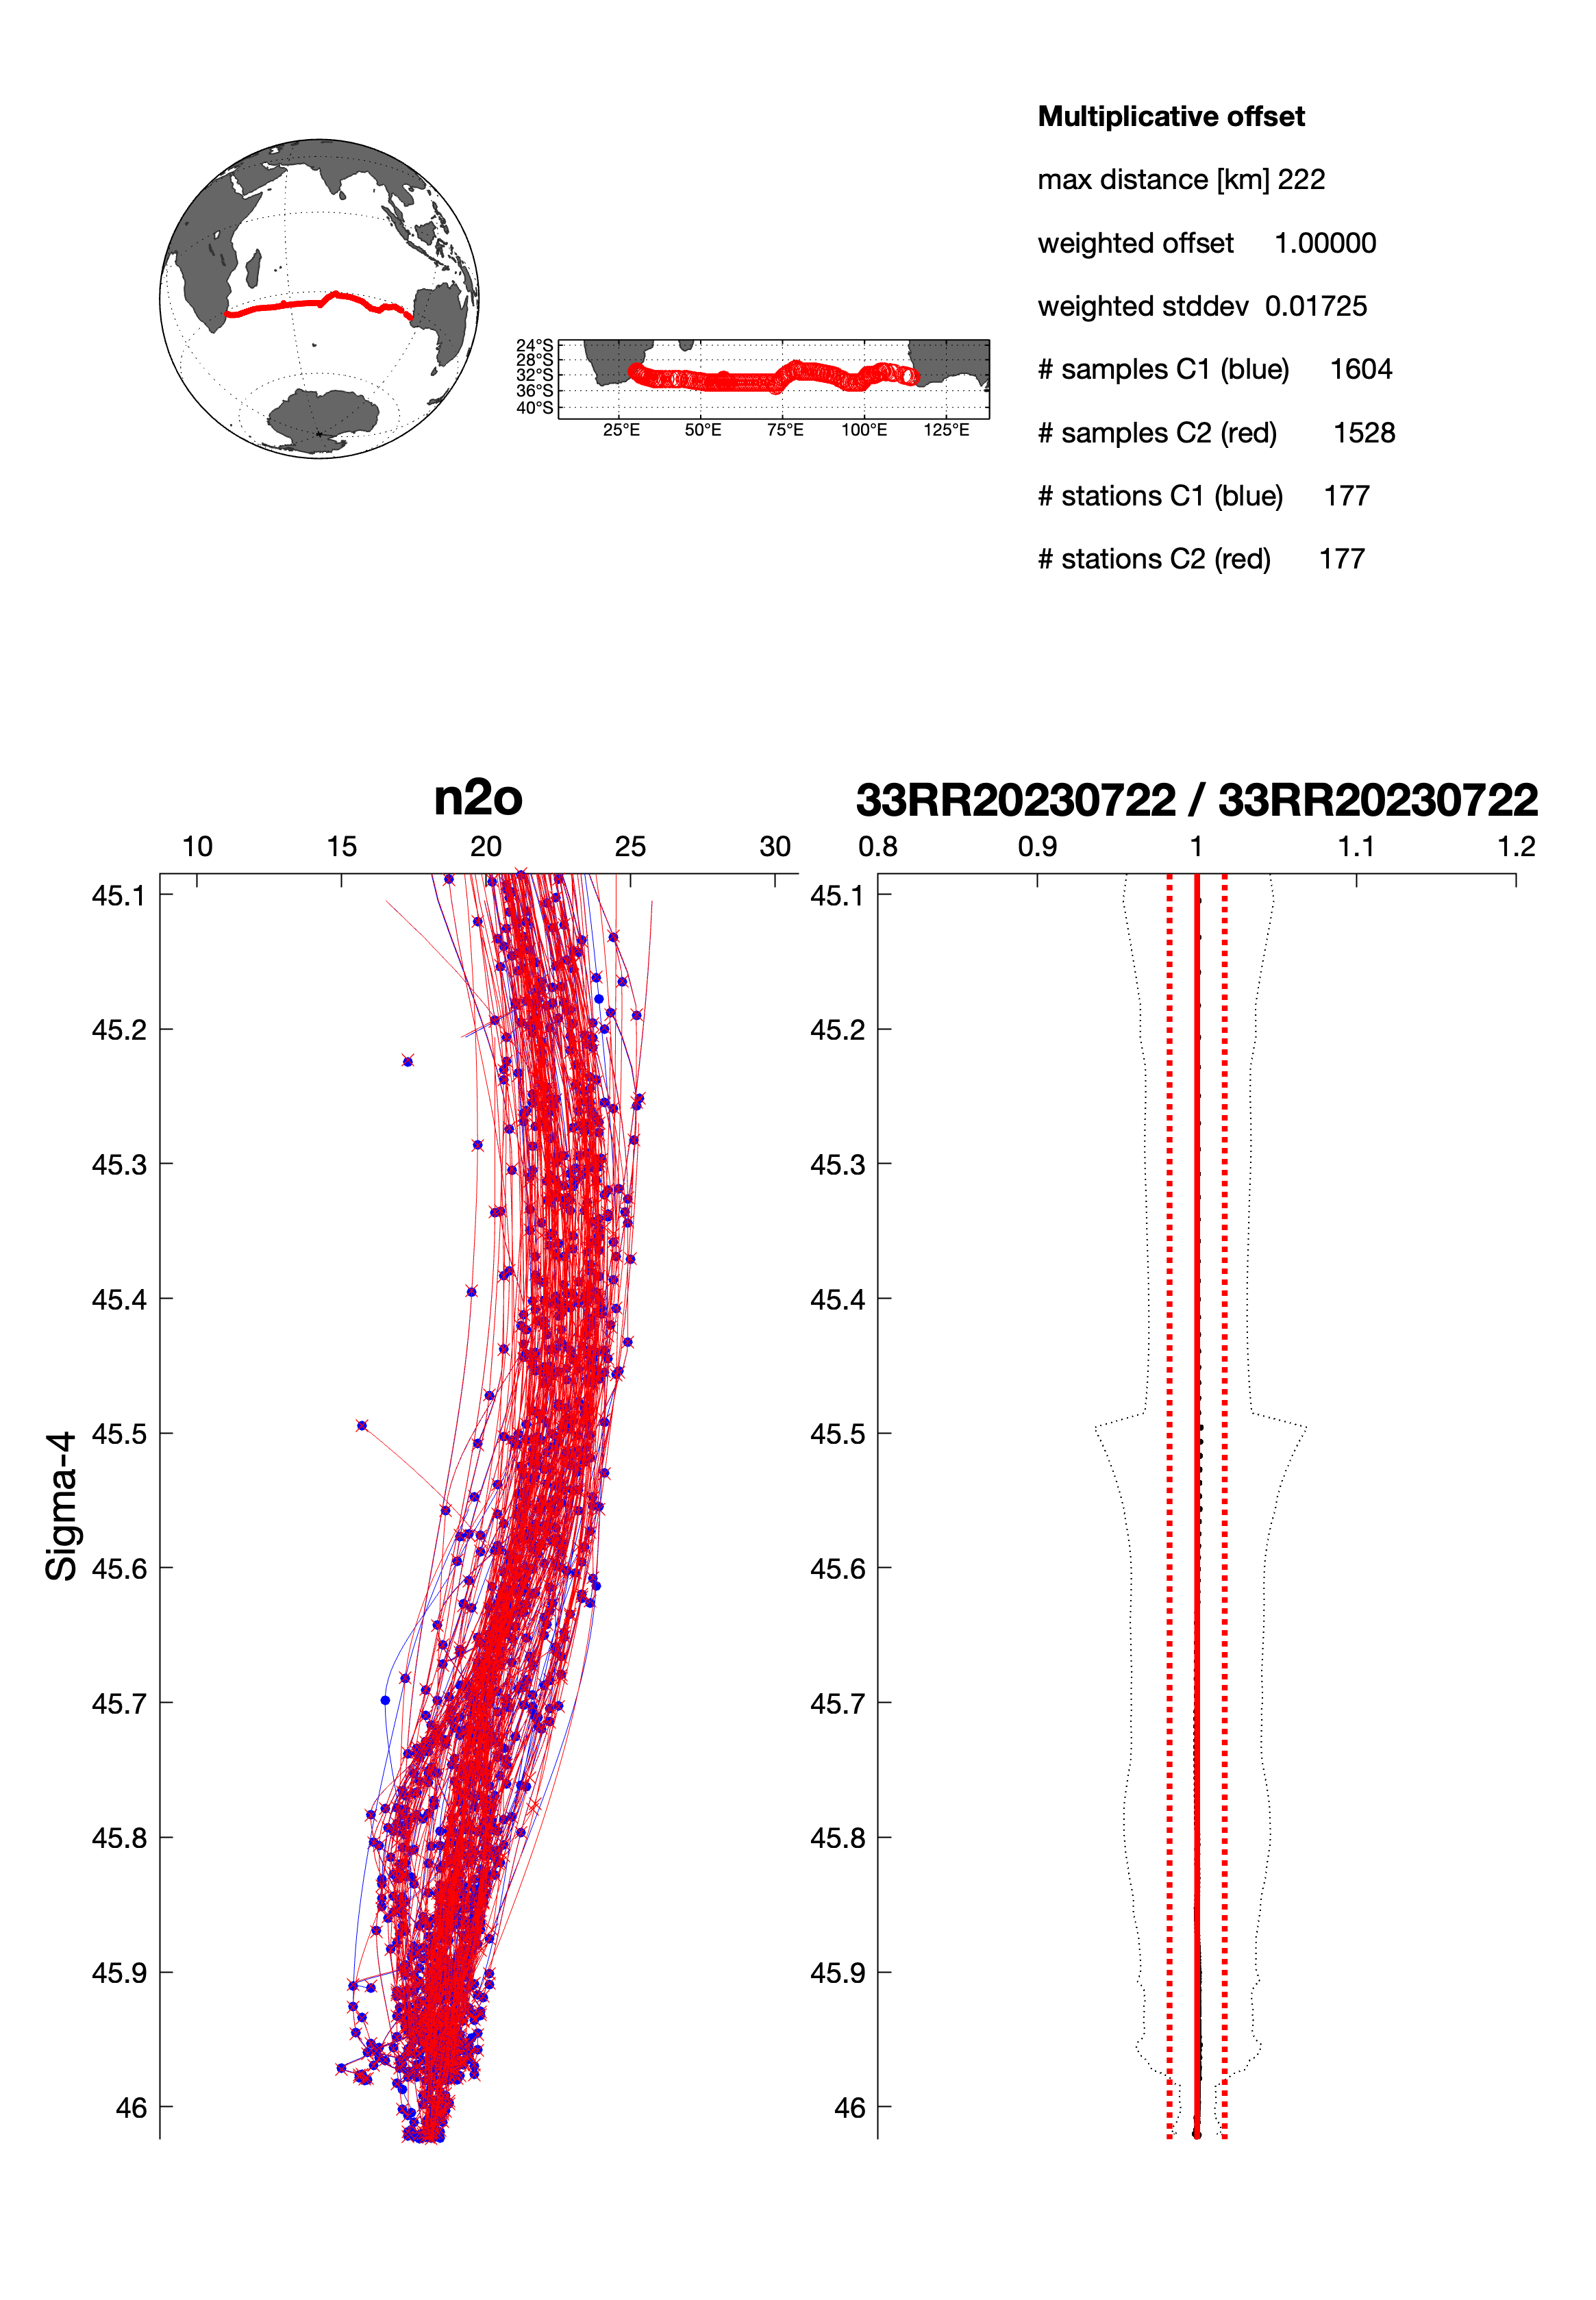 Multiplicative offset
max distance [km] 222
weighted offset 1.00000
weighted stddev 0.01725
# samples C1 (blue) 1604
# samples C2 (red) 1528
# stations C1 (blue) 177
# stations C2 (red) 177
24°S
28°S
32°S
36°S
40°S
25°E 50°E 75°E 100°E 125°E
n2o
10 15 20 25 30
Sigma-4
45.1
45.2
45.3
45.4
45.5
45.6
45.7
45.8
45.9
46
33RR20230722 / 33RR20230722
0.8 0.9 1 1.1 1.2
45.1
45.2
45.3
45.4
45.5
45.6
45.7
45.8
45.9
46